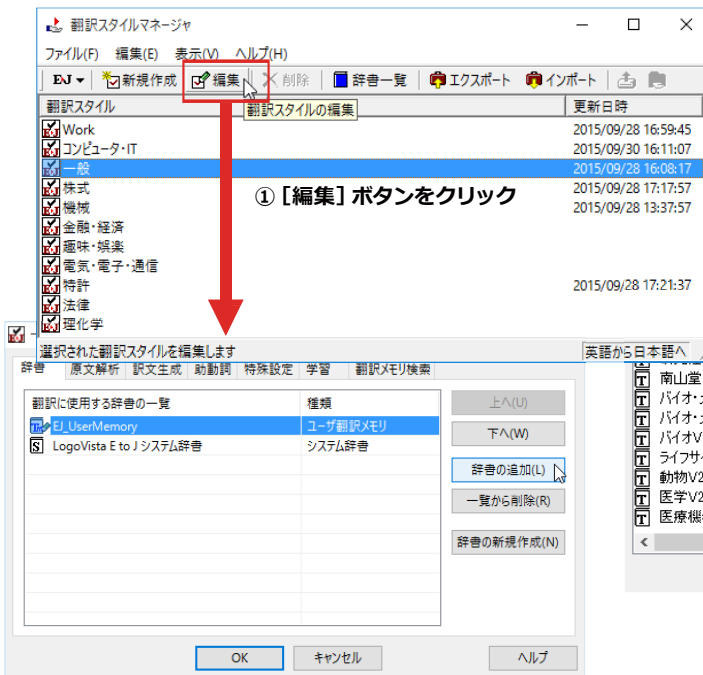 翻訳スタイルマネージャ
ファイル(F) 編集(E) 表示(V) ヘルプ(H)
EJ 新規作成 編集 削除 辞書一覧 エクスポート インポート
翻訳スタイルの編集
翻訳スタイル 更新日時
Work 2015/09/28 16:59:45
コンピュータ・IT 2015/09/30 16:11:07
一般 2015/09/28 16:08:17
株式 2015/09/28 17:17:57
機械 2015/09/28 13:37:57
金融・経済
趣味・娯楽
電気・電子・通信
特許 2015/09/28 17:21:37
法律
理化学
① [編集] ボタンをクリック
選択された翻訳スタイルを編集します 英語から日本語へ
辞書 原文解析 訳文生成 助動詞 特殊設定 学習 翻訳メモリ検索
翻訳に使用する辞書の一覧 種類
EJ_UserMemory ユーザ翻訳メモリ
LogoVista E to J システム辞書 システム辞書
上へ(U)
下へ(W)
辞書の追加(L)
一覧から削除(R)
辞書の新規作成(N)
OK キャンセル ヘルプ
南山堂
バイオ・
バイオ・
バイオV
ライフサイ
動物V2
医学V2
医療機